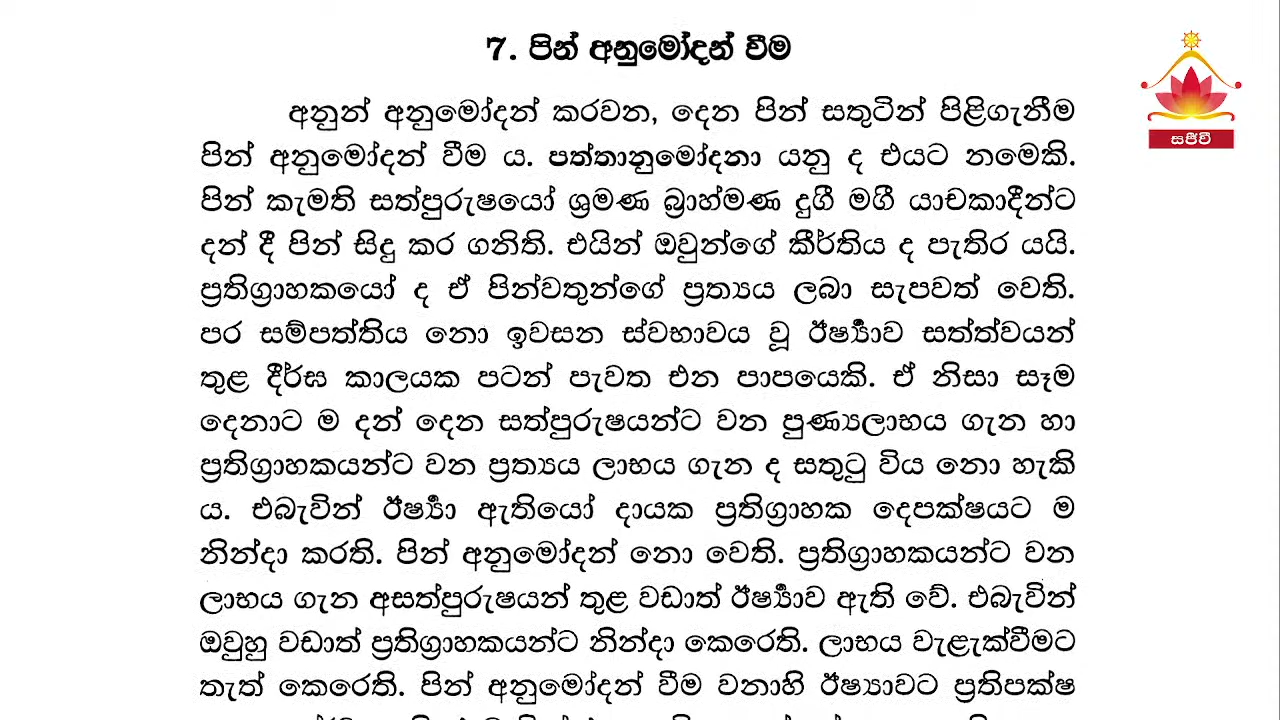 7. පින් අනුමෝදන් වීම
සජීවී
අනුන් අනුමෝදන් කරවන, දෙන පින් සතුටින් පිළිගැනීම
පින් අනුමෝදන් වීම ය. පත්තානුමෝදනා යනු ද එයට නමෙකි.
පින් කැමති සත්පුරුෂයෝ ශ්‍රමණ බ්‍රාහ්මණ දුගී මගී යාචකාදීන්ට
දන් දී පින් සිදු කර ගනිති. එයින් ඔවුන්ගේ කීර්තිය ද පැතිර යයි.
ප්‍රතිග්‍රාහකයෝ ද ඒ පින්වතුන්ගේ ප්‍රත්‍යය ලබා සැපවත් වෙති.
පර සම්පත්තිය නො ඉවසන ස්වභාවය වූ ඊර්ෂ්‍යාව සත්ත්වයන්
තුළ දීර්ඝ කාලයක පටන් පැවත එන පාපයෙකි. ඒ නිසා සෑම
දෙනාට ම දන් දෙන සත්පුරුෂයන්ට වන පුණ්‍යලාභය ගැන හා
ප්‍රතිග්‍රාහකයන්ට වන ප්‍රත්‍යය ලාභය ගැන ද සතුටු විය නො හැකි
ය. එබැවින් ඊර්ෂ්‍යා ඇතියෝ දායක ප්‍රතිග්‍රාහක දෙපක්ෂයට ම
නින්දා කරති. පින් අනුමෝදන් නො වෙති. ප්‍රතිග්‍රාහකයන්ට වන
ලාභය ගැන අසත්පුරුෂයන් තුළ වඩාත් ඊර්ෂ්‍යාව ඇති වේ. එබැවින්
ඔවුහු වඩාත් ප්‍රතිග්‍රාහකයන්ට නින්දා කෙරෙති. ලාභය වැළැක්වීමට
තැත් කෙරෙති. පින් අනුමෝදන් වීම වනාහි ඊෂ්‍යාවට ප්‍රතිපක්ෂ